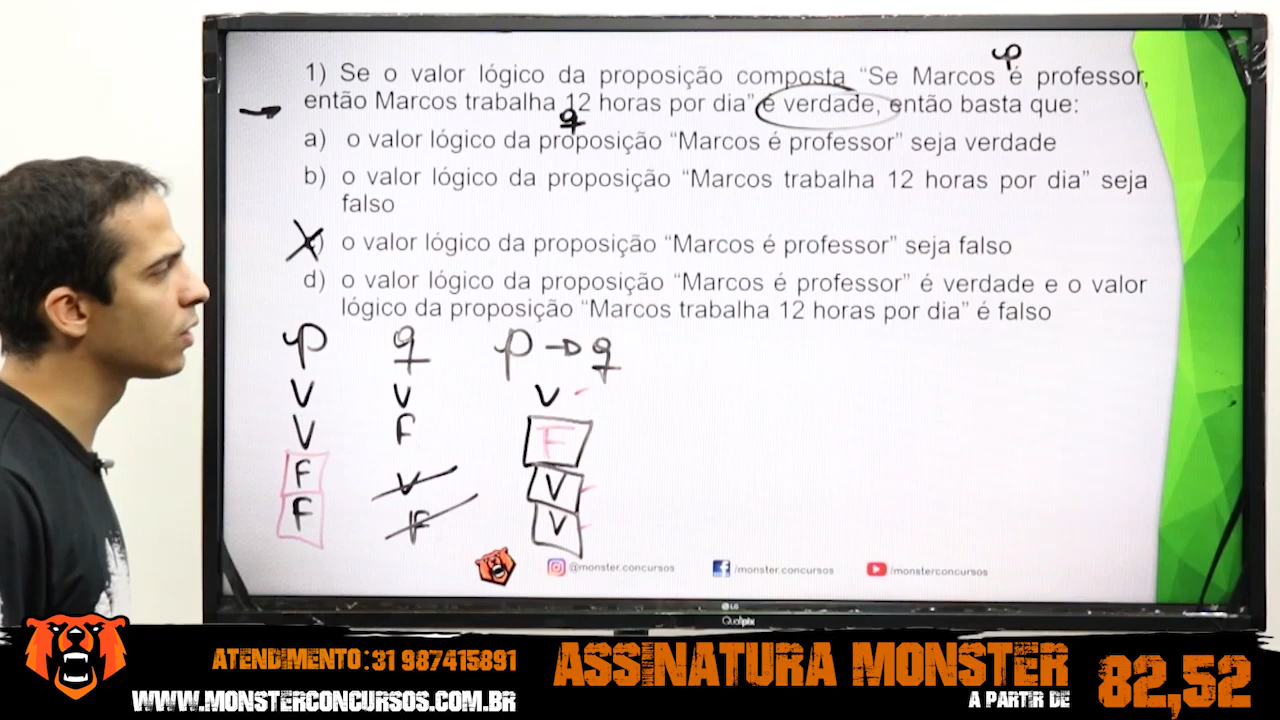 1) Se o valor lógico da proposição composta “Se Marcos é professor,
então Marcos trabalha 12 horas por dia” é verdade, então basta que:
p
q
a) o valor lógico da proposição “Marcos é professor” seja verdade
b) o valor lógico da proposição “Marcos trabalha 12 horas por dia” seja
falso
c) o valor lógico da proposição “Marcos é professor” seja falso
d) o valor lógico da proposição “Marcos é professor” é verdade e o valor
lógico da proposição “Marcos trabalha 12 horas por dia” é falso
p q p → q
V V V
V F F
F V V
F F V
@monster.concursos /monster.concursos /monsterconcursos
LG
Qualipix
ATENDIMENTO: 31 987415891
WWW.MONSTERCONCURSOS.COM.BR
ASSINATURA MONSTER
A PARTIR DE
82,52